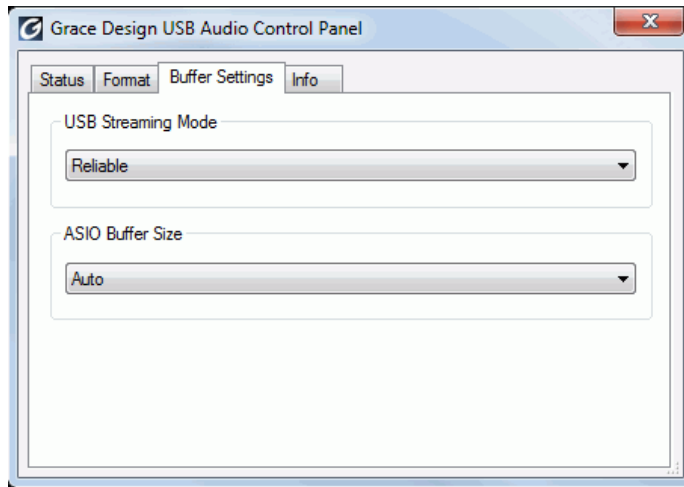 Grace Design USB Audio Control Panel
Status Format Buffer Settings Info
USB Streaming Mode
Reliable
ASIO Buffer Size
Auto